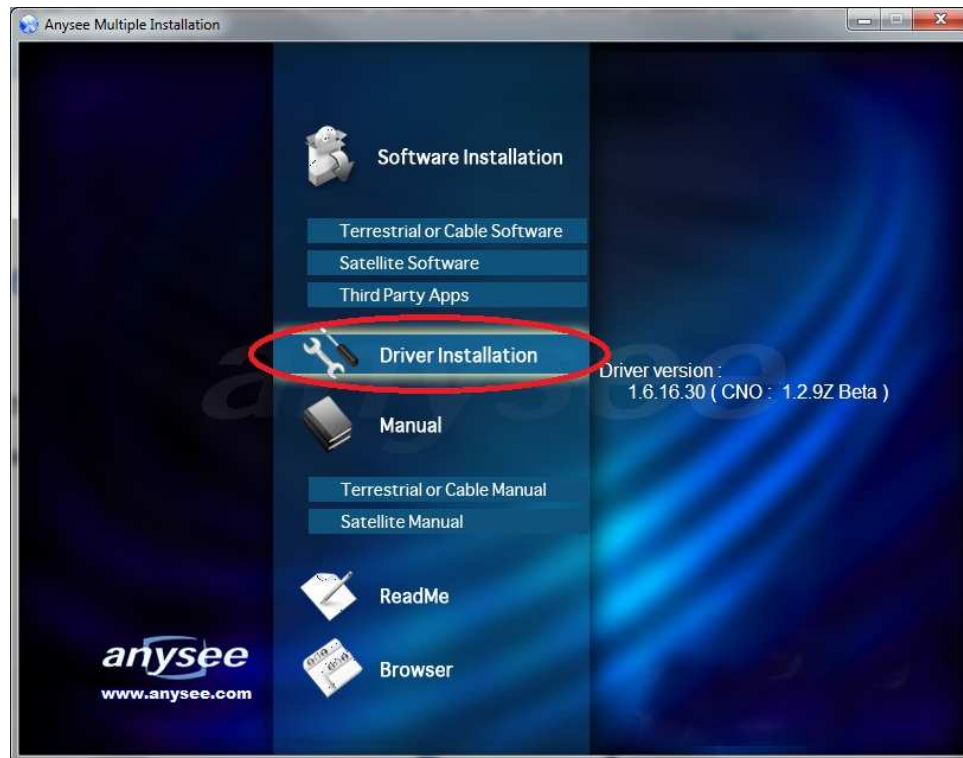 Anysee Multiple Installation
Software Installation
Terrestrial or Cable Software
Satellite Software
Third Party Apps
Driver Installation
Driver version :
1.6.16.30 ( CNO : 1.2.9Z Beta )
anysee
Manual
Terrestrial or Cable Manual
Satellite Manual
ReadMe
Browser
anysee
www.anysee.com